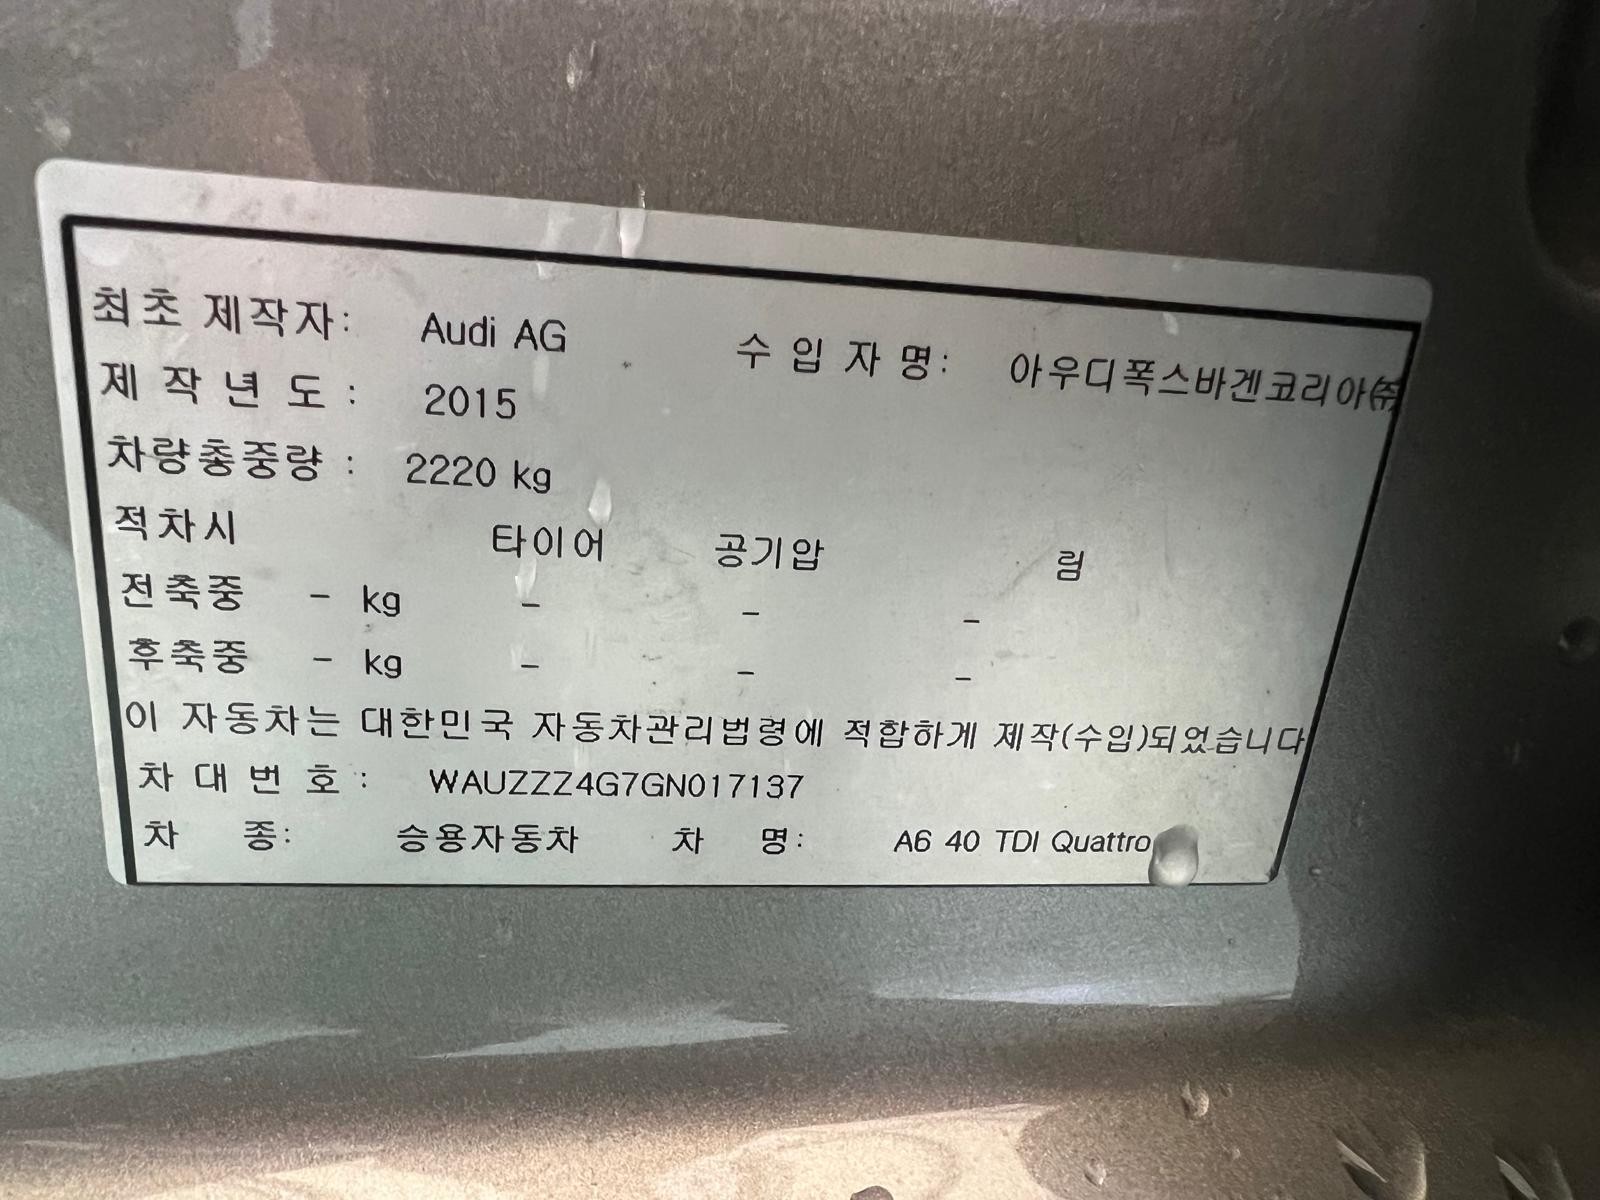 최초 제작자: Audi AG 수 입 자 명: 아우디폭스바겐코리아㈜
제 작 년 도 : 2015
차량총중량 : 2220 kg
적차시 타이어 공기압 림
전축중 - kg - - -
후축중 - kg - - -
이 자동차는 대한민국 자동차관리법령에 적합하게 제작(수입)되었습니다
차 대 번 호 : WAUZZZ4G7GN017137
차 종: 승용자동차 차 명: A6 40 TDI Quattro